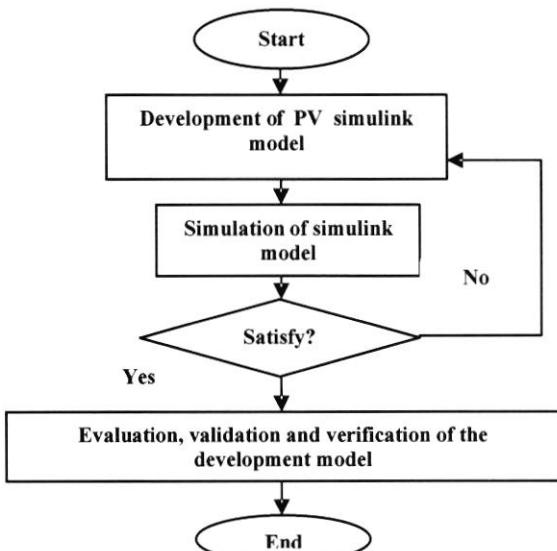 Start
Development of PV simulink
model
Simulation of simulink
model
No
Satisfy?
Yes
Evaluation, validation and verification of the
development model
End